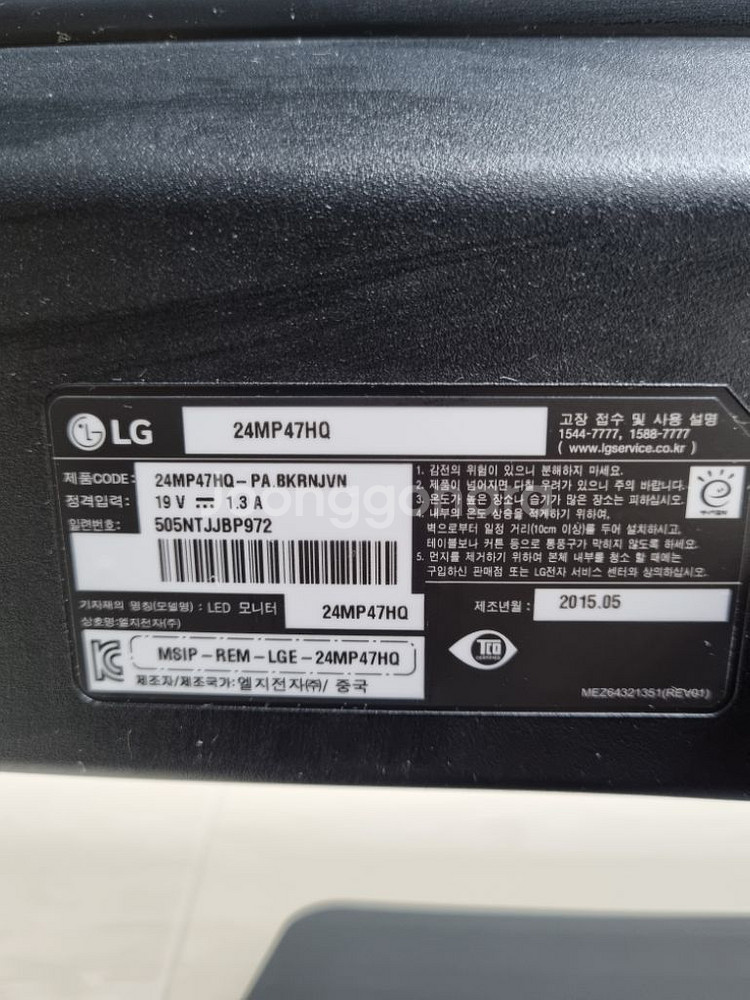 LG
24MP47HQ
고장 접수 및 사용 설명
1544-7777, 1588-7777
( www.lgservice.co.kr )
제품CODE: 24MP47HQ-PA.BKRNJVN
정격입력: 19 V ⎓ 1.3 A
일련번호: 505NTJJBP972
1. 감전의 위험이 있으니 분해하지 마세요.
2. 제품이 넘어지면 다칠 우려가 있으니 주의 바랍니다.
3. 온도가 높은 장소나 습기가 많은 장소는 피하십시오.
내부의 온도 상승을 적게하기 위하여,
벽으로부터 일정 거리(10cm 이상)를 두어 설치하시고,
테이블보나 커튼 등으로 통풍구가 막히지 않도록 하세요.
5. 먼지를 제거하기 위하여 본체 내부를 청소 할 때에는
구입하신 판매점 또는 LG전자 서비스 센터와 상의하십시오.
에너지절약
기자재의 명칭(모델명) : LED 모니터 24MP47HQ
상호명:엘지전자(주)
제조년월 : 2015.05
MSIP-REM-LGE-24MP47HQ
제조자/제조국가: 엘지전자㈜/ 중국
TCO
MEZ64321351(REV01)